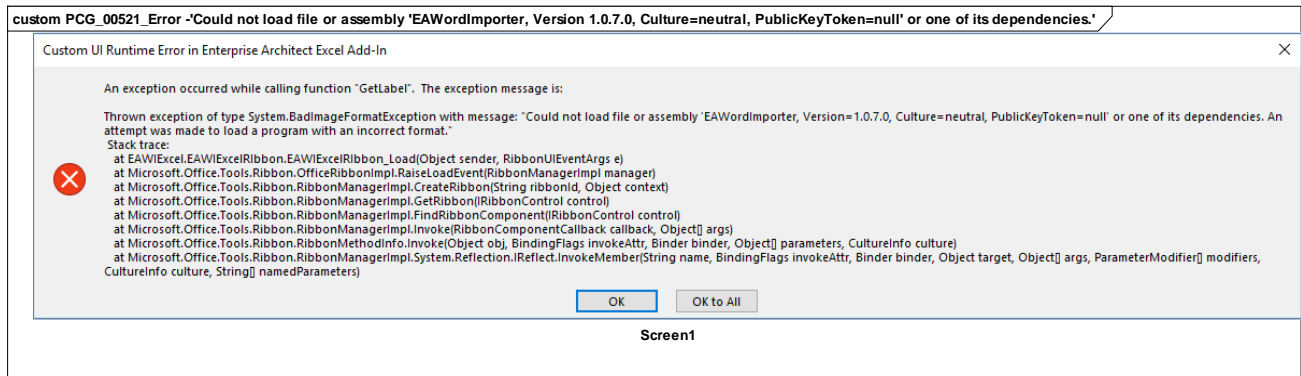 custom PCG_00521_Error -'Could not load file or assembly 'EAWordImporter, Version 1.0.7.0, Culture=neutral, PublicKeyToken=null' or one of its dependencies.'
Custom UI Runtime Error in Enterprise Architect Excel Add-In
An exception occurred while calling function "GetLabel". The exception message is:
Thrown exception of type System.BadImageFormatException with message: "Could not load file or assembly 'EAWordImporter, Version=1.0.7.0, Culture=neutral, PublicKeyToken=null' or one of its dependencies. An
attempt was made to load a program with an incorrect format."
Stack trace:
at EAWIExcel.EAWIExcelRIbbon.EAWIExcelRIbbon_Load(Object sender, RibbonUIEventArgs e)
at Microsoft.Office.Tools.Ribbon.OfficeRibbonImpl.RaiseLoadEvent(RibbonManagerImpl manager)
at Microsoft.Office.Tools.Ribbon.RibbonManagerImpl.CreateRibbon(String ribbonId, Object context)
at Microsoft.Office.Tools.Ribbon.RibbonManagerImpl.GetRibbon(IRibbonControl control)
at Microsoft.Office.Tools.Ribbon.RibbonManagerImpl.FindRibbonComponent(IRibbonControl control)
at Microsoft.Office.Tools.Ribbon.RibbonManagerImpl.Invoke(RibbonComponentCallback callback, Object[] args)
at Microsoft.Office.Tools.Ribbon.RibbonMethodInfo.Invoke(Object obj, BindingFlags invokeAttr, Binder binder, Object[] parameters, CultureInfo culture)
at Microsoft.Office.Tools.Ribbon.RibbonManagerImpl.System.Reflection.IReflect.InvokeMember(String name, BindingFlags invokeAttr, Binder binder, Object target, Object[] args, ParameterModifier[] modifiers,
CultureInfo culture, String[] namedParameters)
OK
OK to All
Screen1